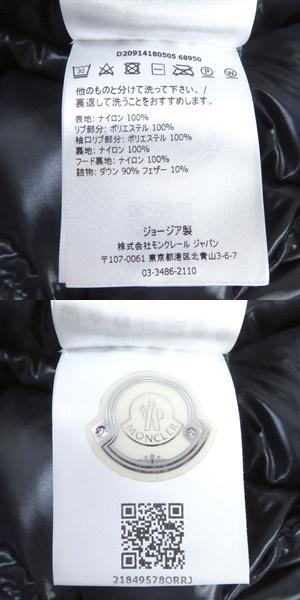 D20914180505 68950
他のものと分けて洗って下さい。/
裏返して洗うことをおすすめします。
表地: ナイロン 100%
リブ部分: ポリエステル 100%
袖口リブ部分: ポリエステル 100%
裏地: ナイロン 100%
フード裏地: ナイロン 100%
詰物: ダウン 90% フェザー 10%
ジョージア製
株式会社モンクレール ジャパン
〒107-0061 東京都港区北青山3-6-7
03-3486-2110
MONCLER
21849578ORRJ